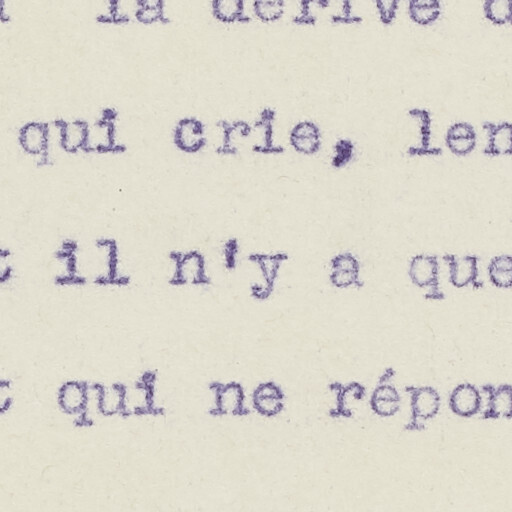 la dérive
qui crie, len
il n'y a que
qui ne répon